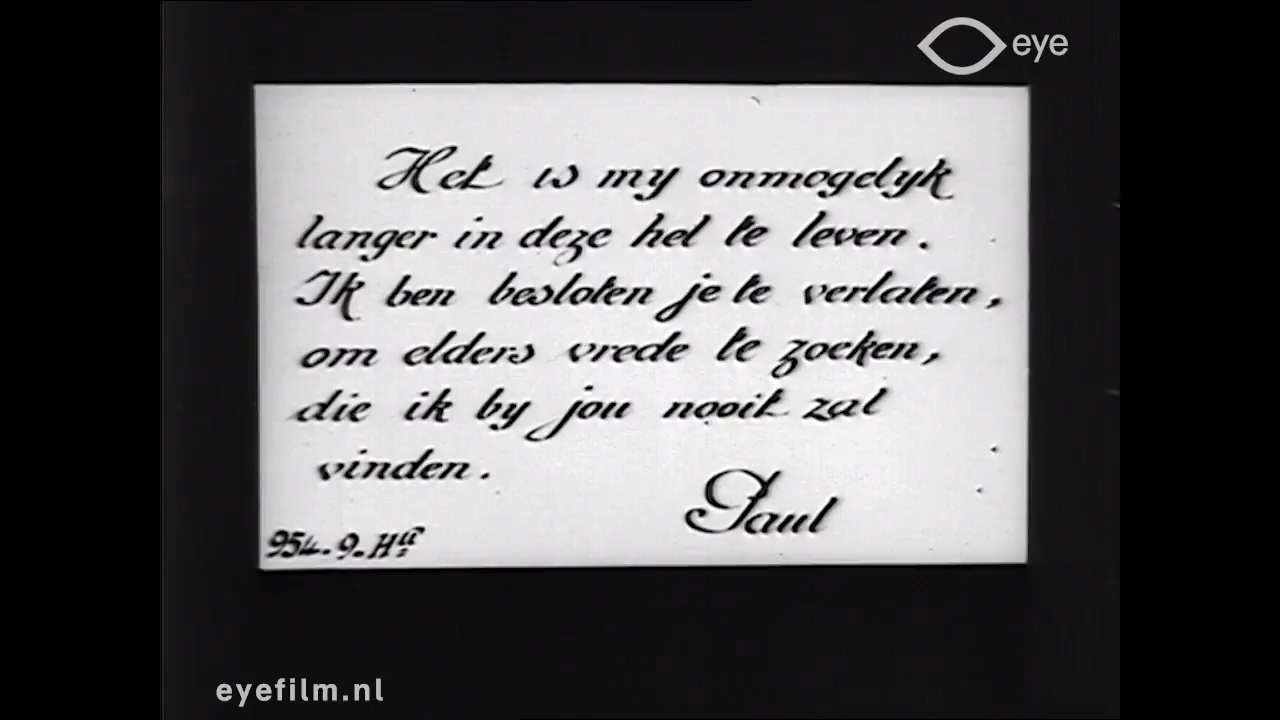 eye
Het is my onmogelyk
langer in deze hel te leven.
Ik ben besloten je te verlaten,
om elders vrede te zoeken,
die ik by jou nooit zal
vinden.
Paul
954.-9.-Hll
eyefilm.nl